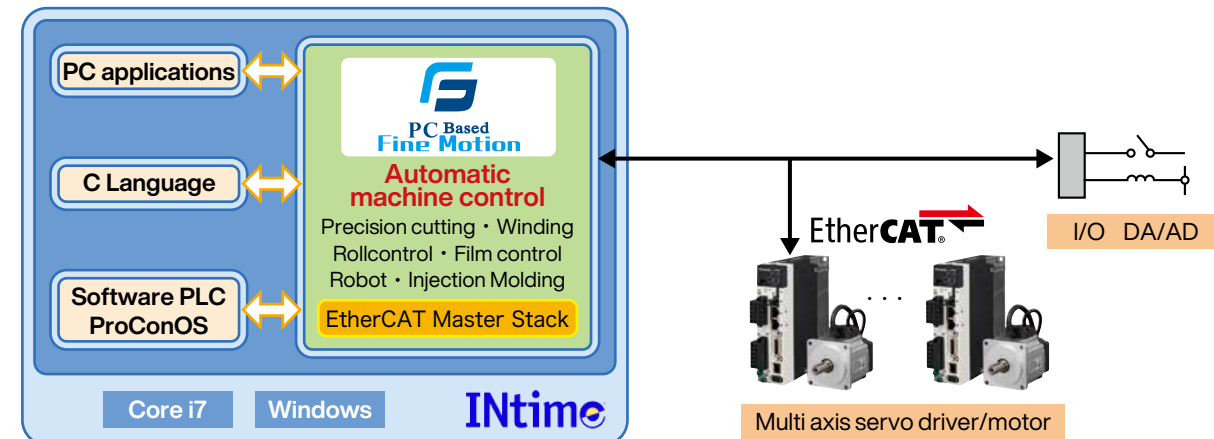 PC applications
C Language
Software PLC
ProConOS
PC Based
Fine Motion
Automatic
machine control
Precision cutting・Winding
Rollcontrol・Film control
Robot・Injection Molding
EtherCAT Master Stack
Core i7
Windows
INtime
EtherCAT®
I/O DA/AD
. . .
Multi axis servo driver/motor